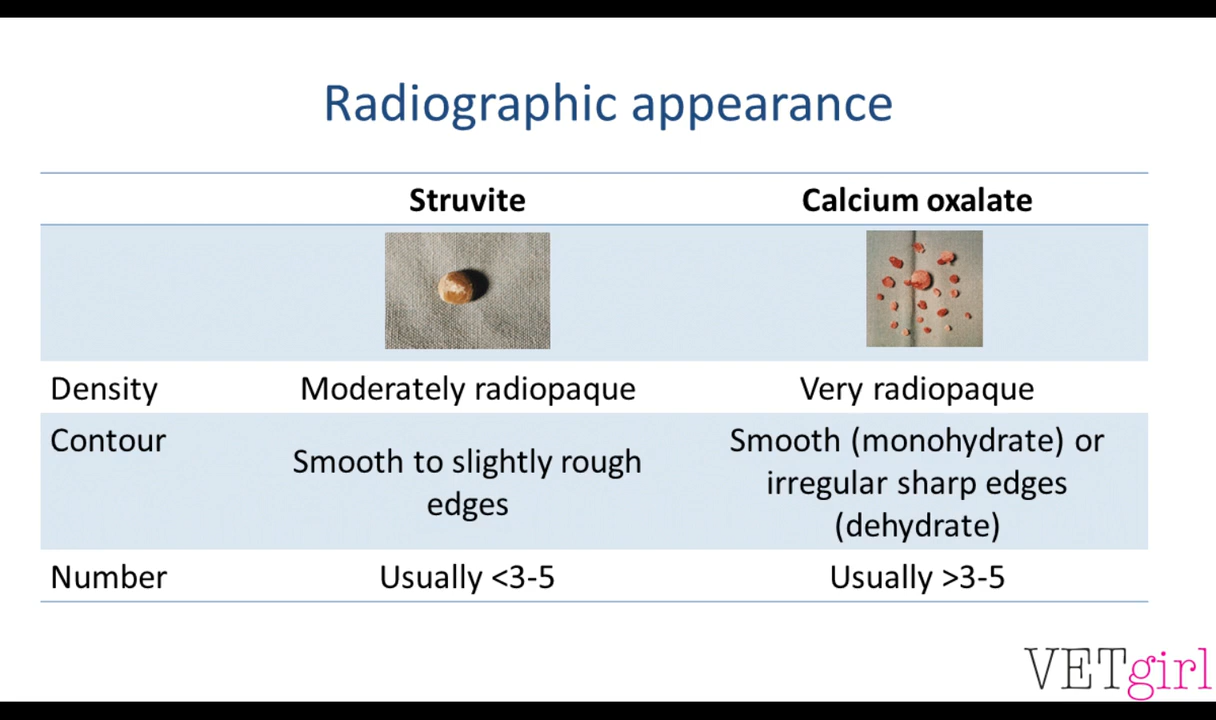 Radiographic appearance
Struvite Calcium oxalate
Density Moderately radiopaque Very radiopaque
Contour Smooth to slightly rough edges Smooth (monohydrate) or irregular sharp edges (dehydrate)
Number Usually <3-5 Usually >3-5
VETgirl